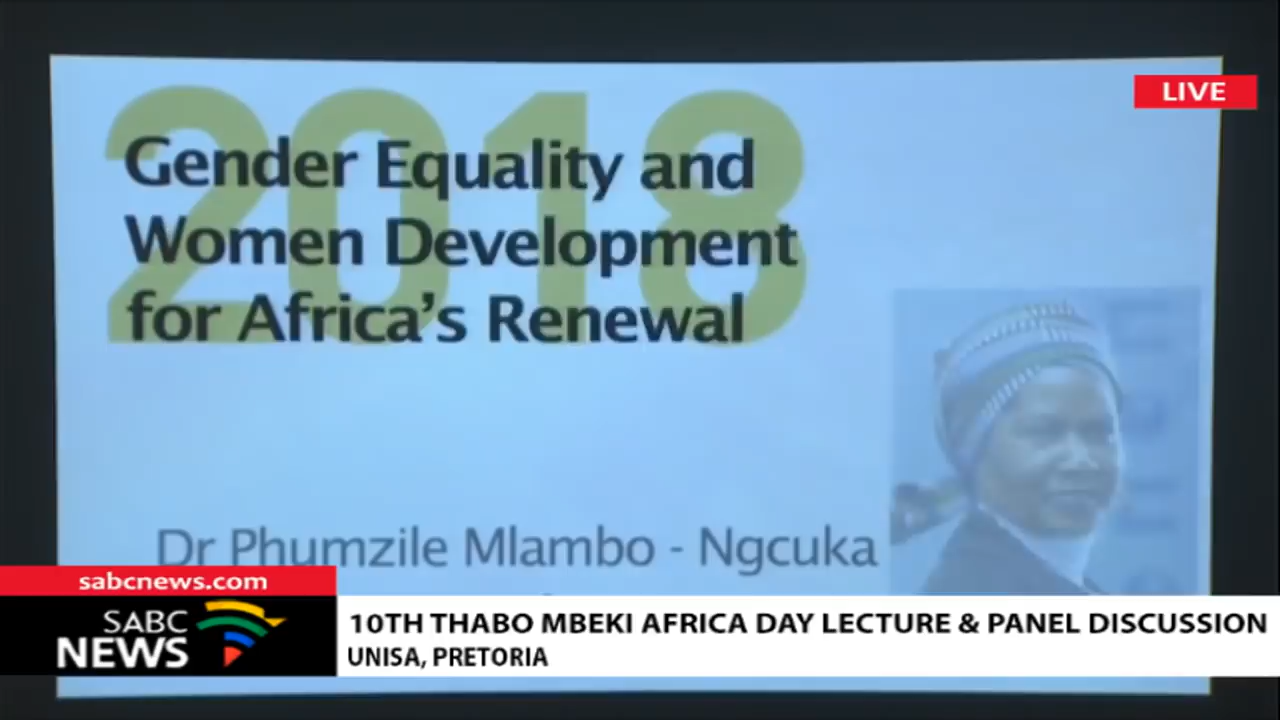 2018
Gender Equality and
Women Development
for Africa's Renewal
Dr Phumzile Mlambo - Ngcuka
LIVE
sabcnews.com
SABC
NEWS
10TH THABO MBEKI AFRICA DAY LECTURE & PANEL DISCUSSION
UNISA, PRETORIA